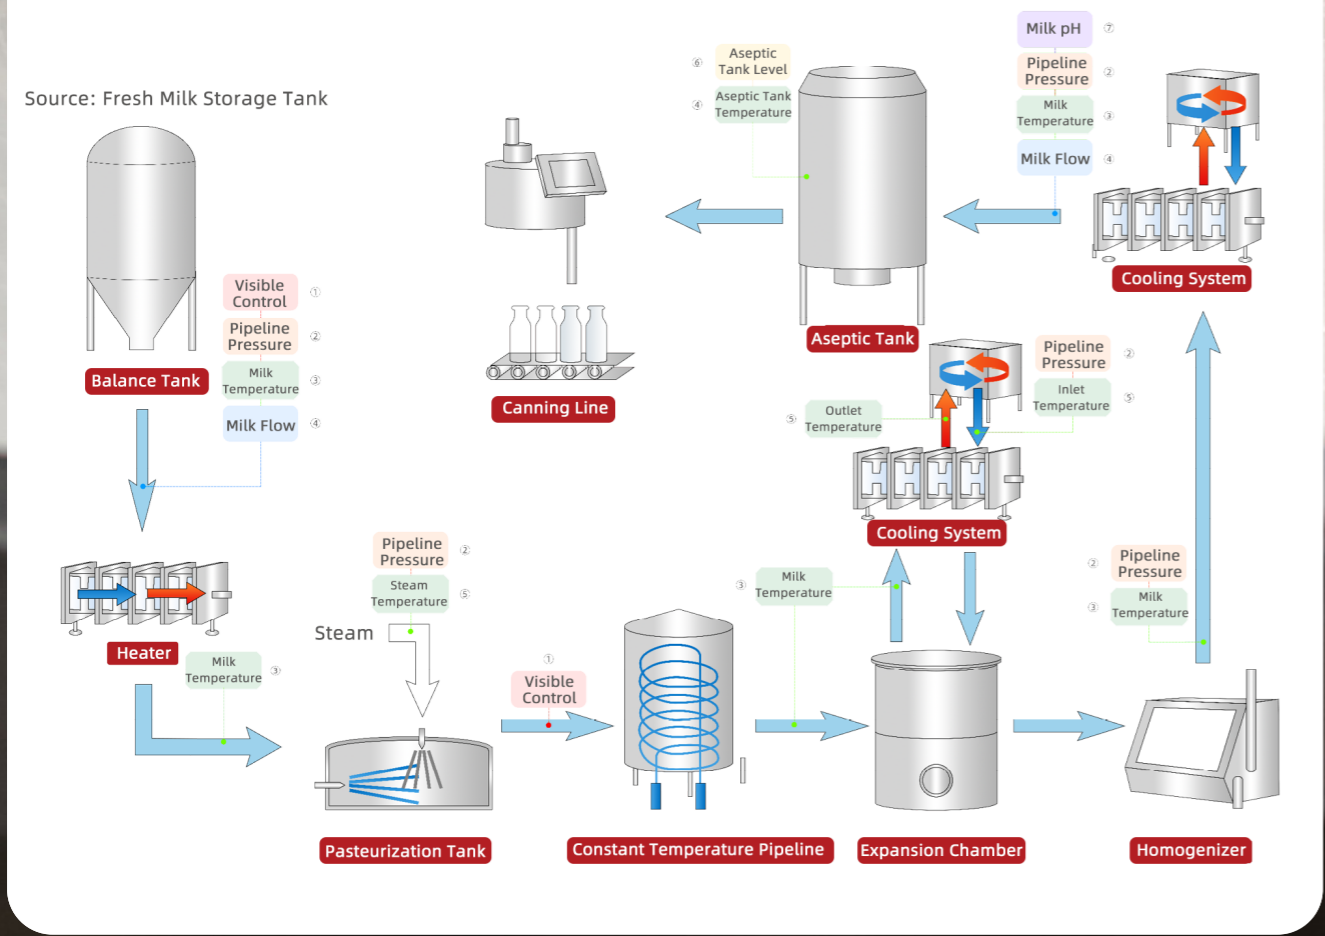 Source: Fresh Milk Storage Tank
Balance Tank
Visible
Control
①
Pipeline
Pressure
②
Milk
Temperature
③
Milk Flow
④
Heater
Milk
Temperature
③
Pipeline
Pressure
②
Steam
Temperature
⑤
Steam
Pasteurization Tank
①
Visible
Control
Constant Temperature Pipeline
③
Milk
Temperature
Expansion Chamber
Cooling System
⑤
Outlet
Temperature
Pipeline
Pressure
②
Inlet
Temperature
⑤
Homogenizer
②
Pipeline
Pressure
③
Milk
Temperature
Cooling System
Milk pH
⑦
Pipeline
Pressure
②
Milk
Temperature
③
Milk Flow
④
Aseptic Tank
⑥
Aseptic
Tank Level
④
Aseptic Tank
Temperature
Canning Line